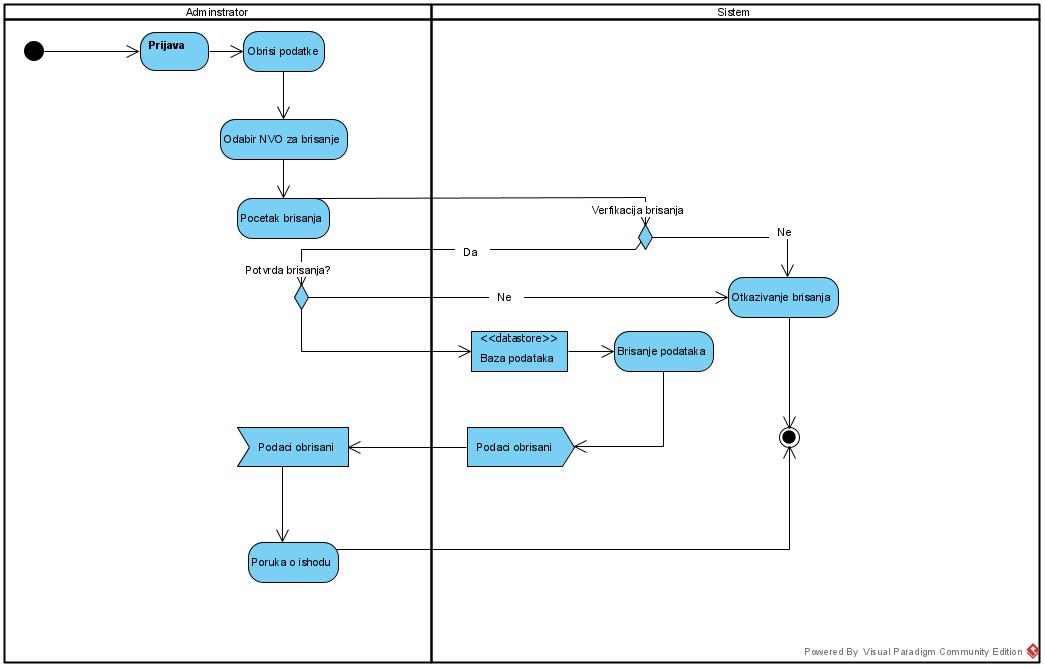 Adminstrator
Sistem
Prijava
Obrisi podatke
Odabir NVO za brisanje
Pocetak brisanja
Verfikacija brisanja
Ne
Da
Potvrda brisanja?
Ne
Otkazivanje brisanja
<<datastore>>
Baza podataka
Brisanje podataka
Podaci obrisani
Podaci obrisani
Poruka o ishodu
Powered By Visual Paradigm Community Edition